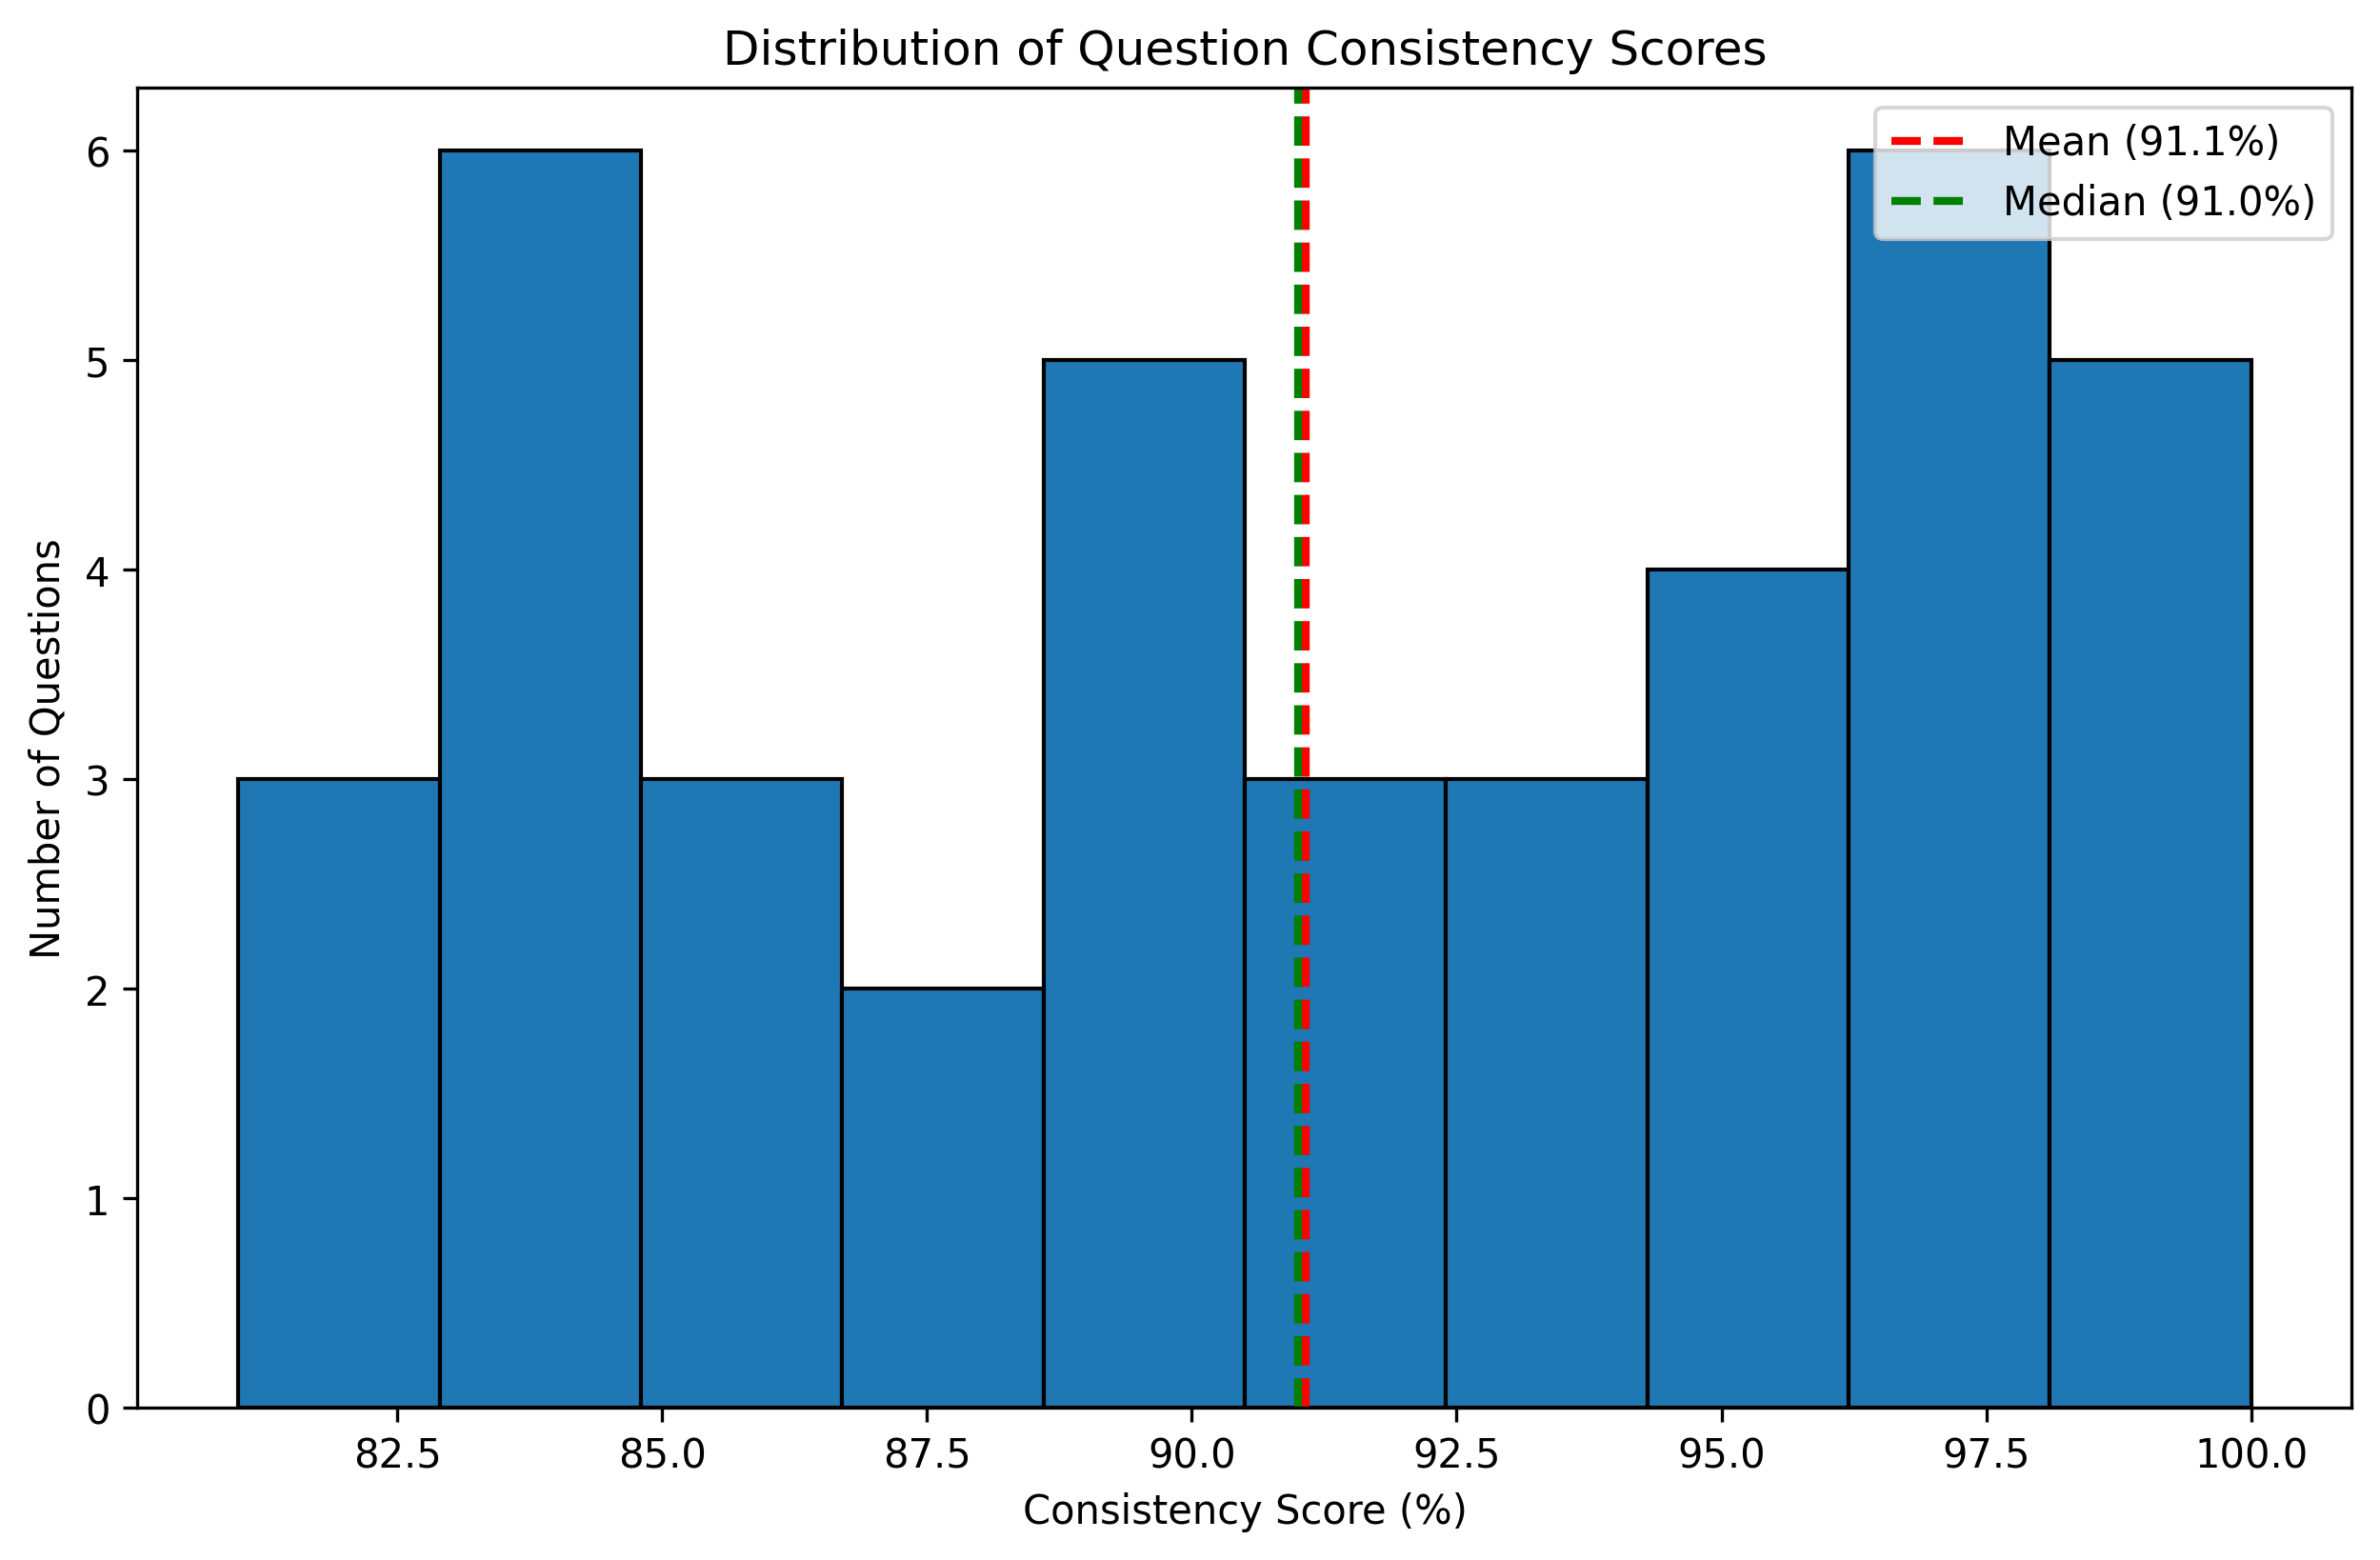 Distribution of Question Consistency Scores
Mean (91.1%)
Median (91.0%)
Number of Questions
6
5
4
3
2
1
0
82.5 85.0 87.5 90.0 92.5 95.0 97.5 100.0
Consistency Score (%)